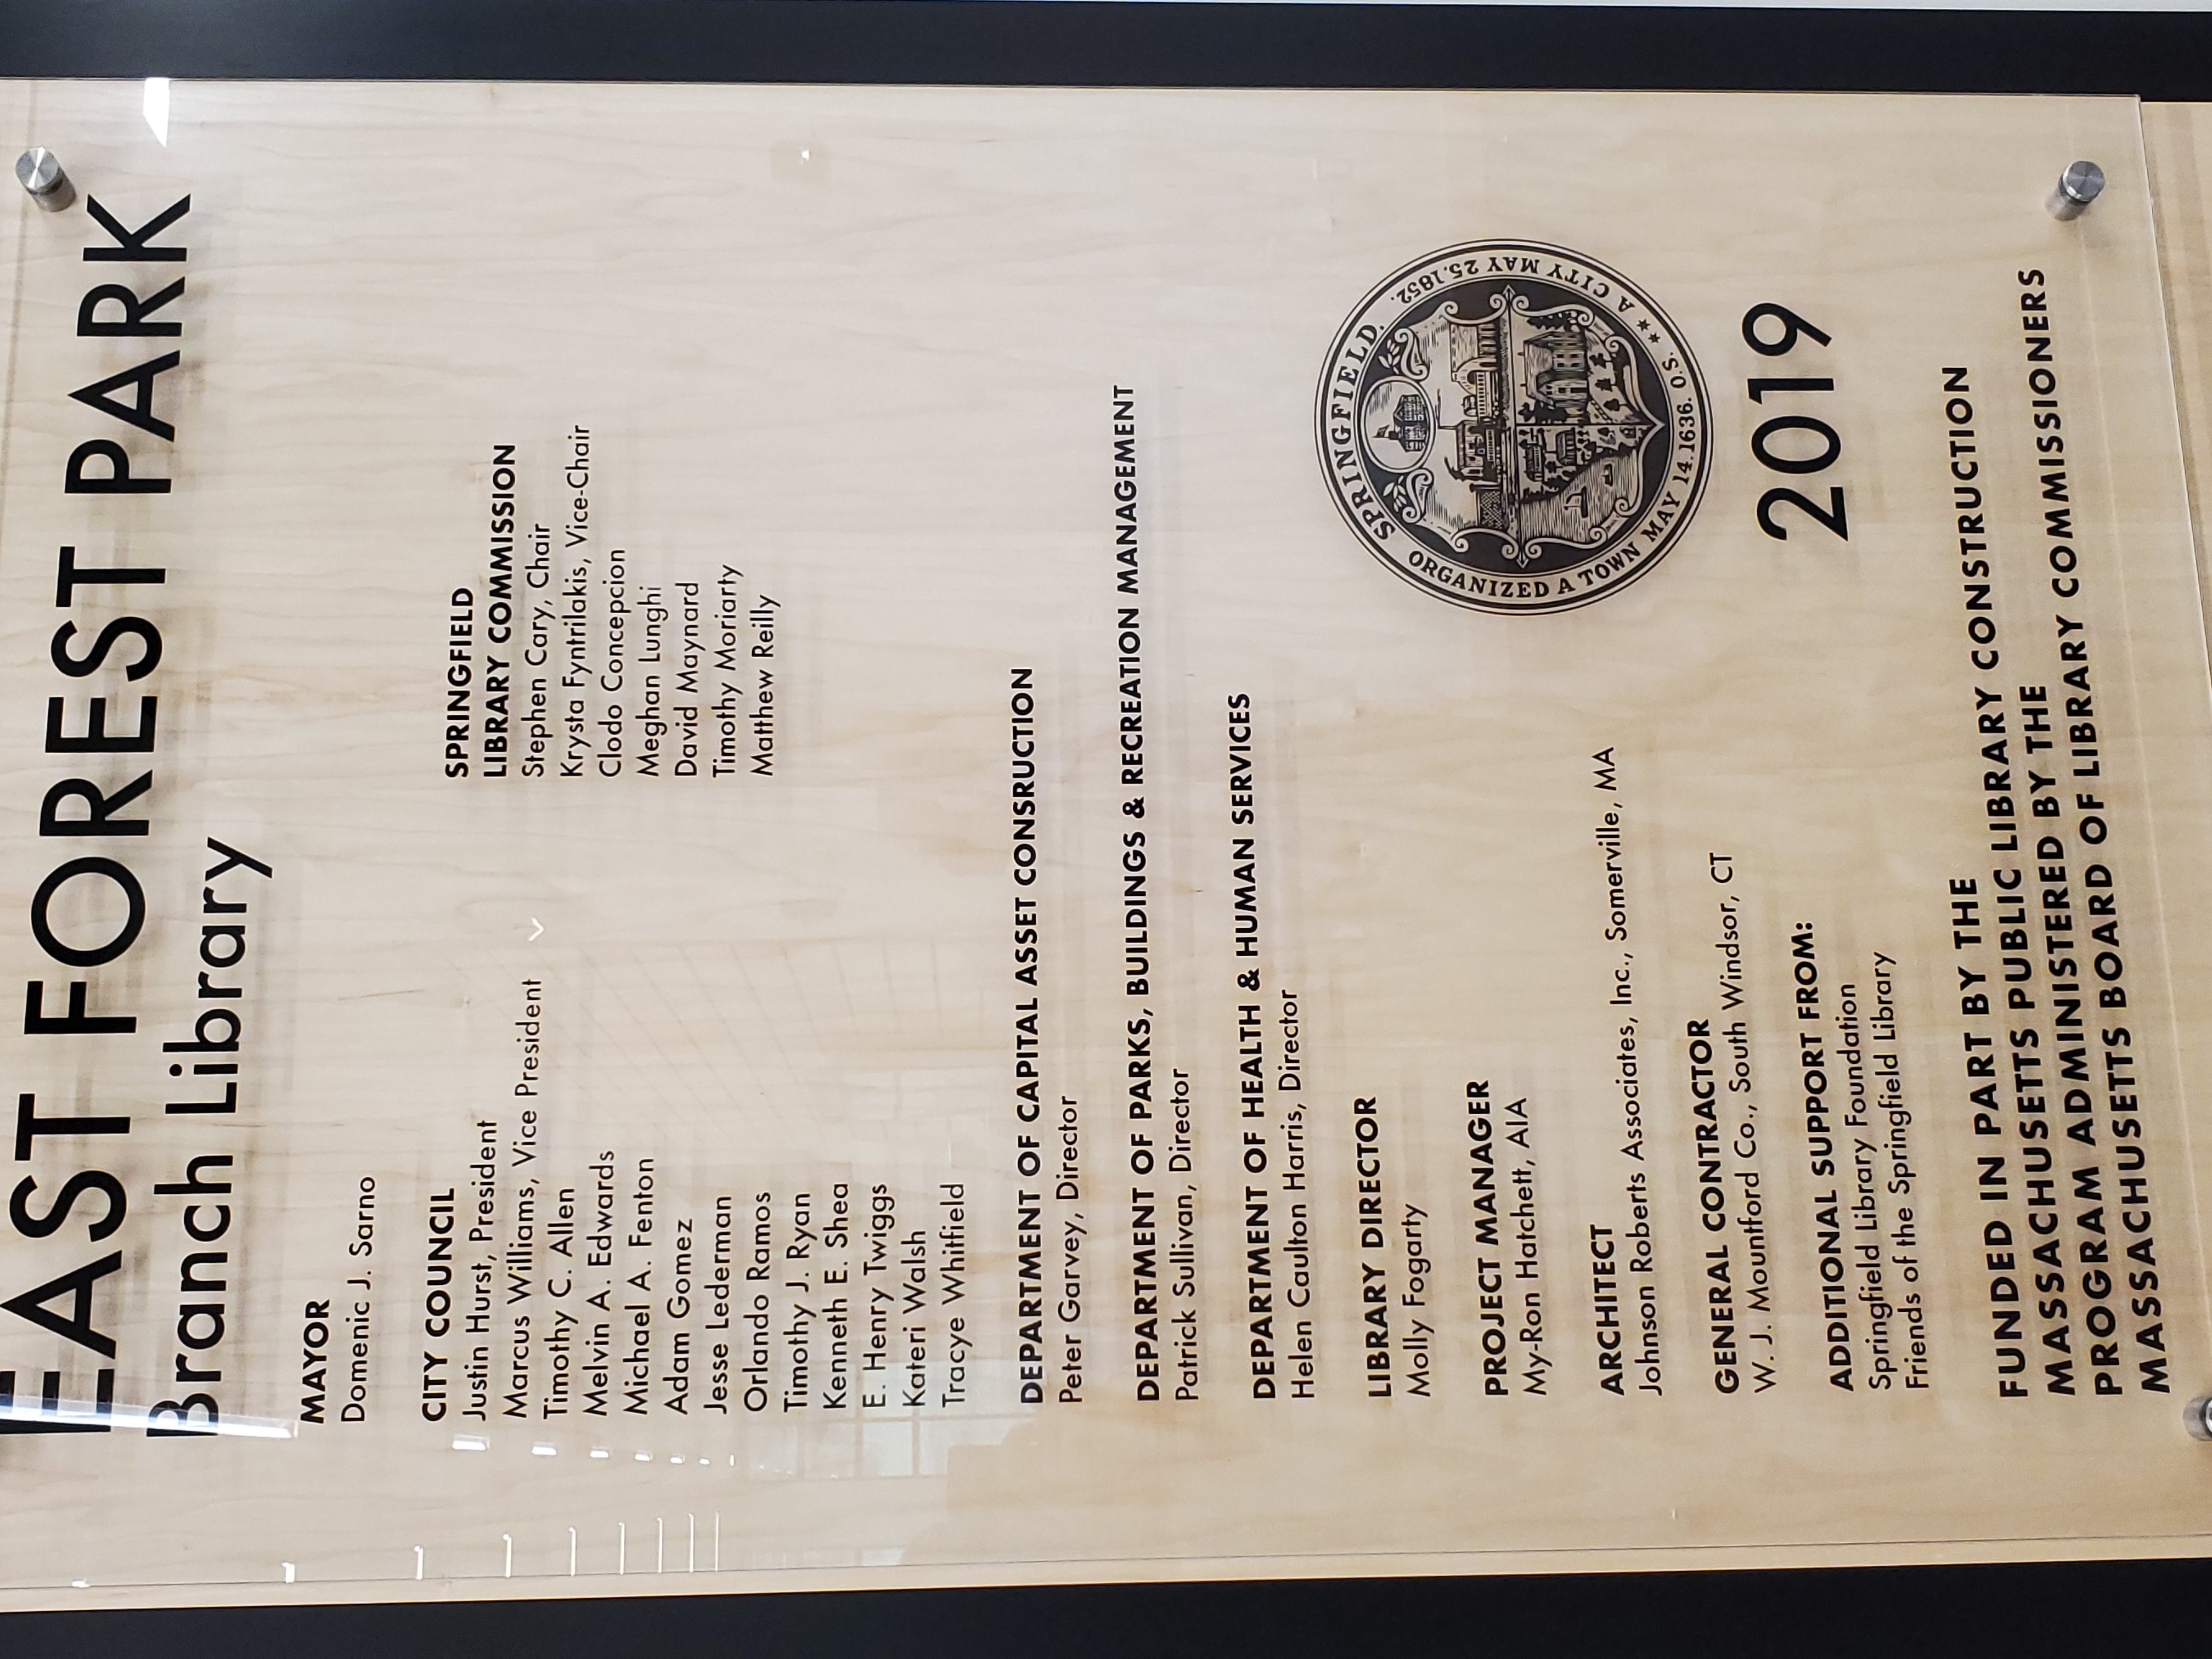 EAST FOREST PARK
Branch Library
MAYOR
Domenic J. Sarno
CITY COUNCIL
Justin Hurst, President
Marcus Williams, Vice President
Timothy C. Allen
Melvin A. Edwards
Michael A. Fenton
Adam Gomez
Jesse Lederman
Orlando Ramos
Timothy J. Ryan
Kenneth E. Shea
E. Henry Twiggs
Kateri Walsh
Tracye Whitfield
SPRINGFIELD
LIBRARY COMMISSION
Stephen Cary, Chair
Krysta Fyntrilakis, Vice-Chair
Clodo Concepcion
Meghan Lunghi
David Maynard
Timothy Moriarty
Matthew Reilly
DEPARTMENT OF CAPITAL ASSET CONSRUCTION
Peter Garvey, Director
DEPARTMENT OF PARKS, BUILDINGS & RECREATION MANAGEMENT
Patrick Sullivan, Director
DEPARTMENT OF HEALTH & HUMAN SERVICES
Helen Caulton Harris, Director
LIBRARY DIRECTOR
Molly Fogarty
PROJECT MANAGER
My-Ron Hatchett, AIA
ARCHITECT
Johnson Roberts Associates, Inc., Somerville, MA
GENERAL CONTRACTOR
W. J. Mountford Co., South Windsor, CT
ADDITIONAL SUPPORT FROM:
Springfield Library Foundation
Friends of the Springfield Library
SPRINGFIELD.
ORGANIZED A TOWN MAY 14.1636. O.S. ** A CITY MAY 25.1852.
2019
FUNDED IN PART BY THE
MASSACHUSETTS PUBLIC LIBRARY CONSTRUCTION
PROGRAM ADMINISTERED BY THE
MASSACHUSETTS BOARD OF LIBRARY COMMISSIONERS